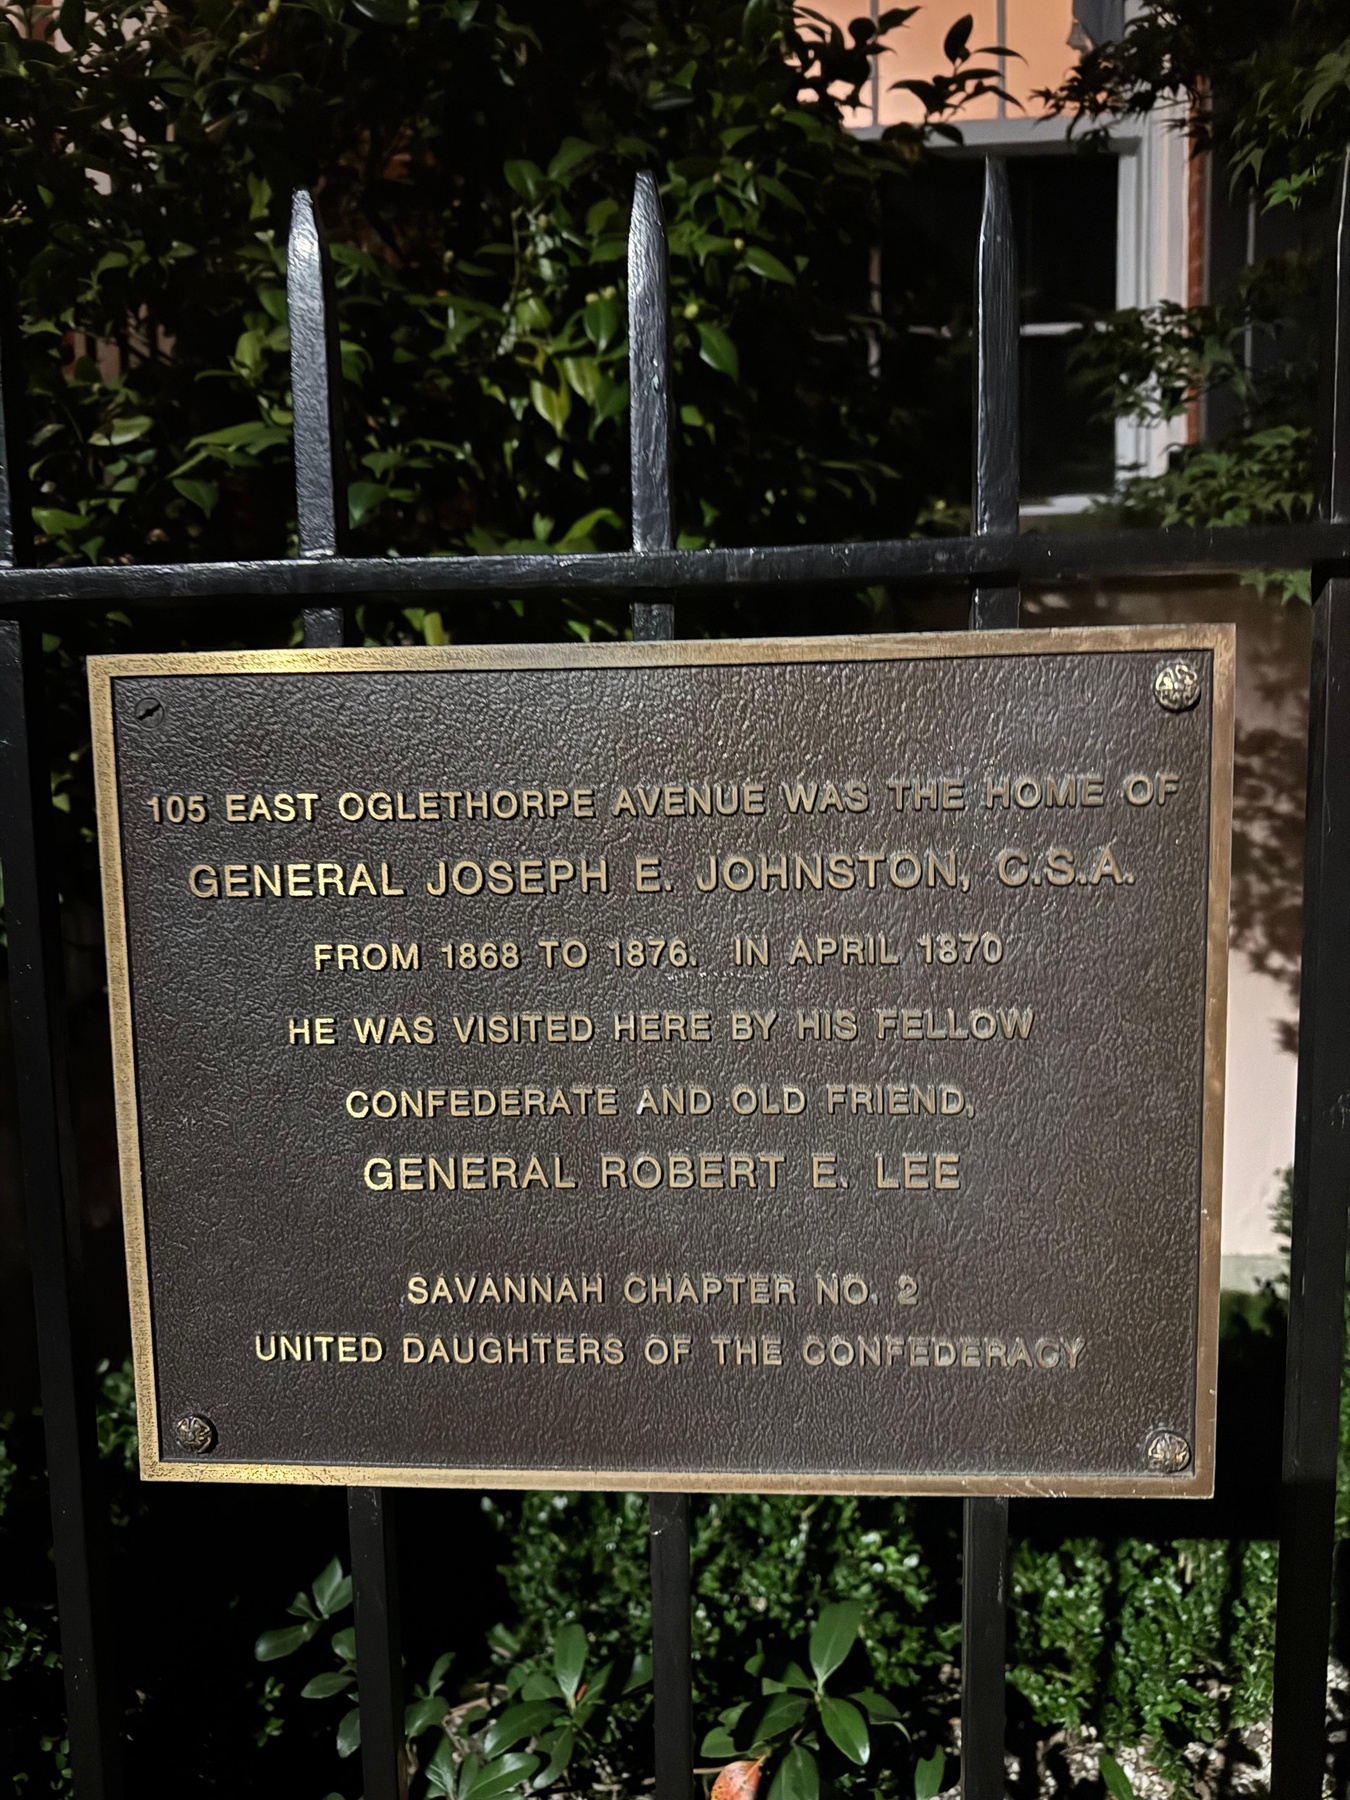 105 EAST OGLETHORPE AVENUE WAS THE HOME OF
GENERAL JOSEPH E. JOHNSTON, C.S.A.
FROM 1868 TO 1876. IN APRIL 1870
HE WAS VISITED HERE BY HIS FELLOW
CONFEDERATE AND OLD FRIEND,
GENERAL ROBERT E. LEE
SAVANNAH CHAPTER NO. 2
UNITED DAUGHTERS OF THE CONFEDERACY